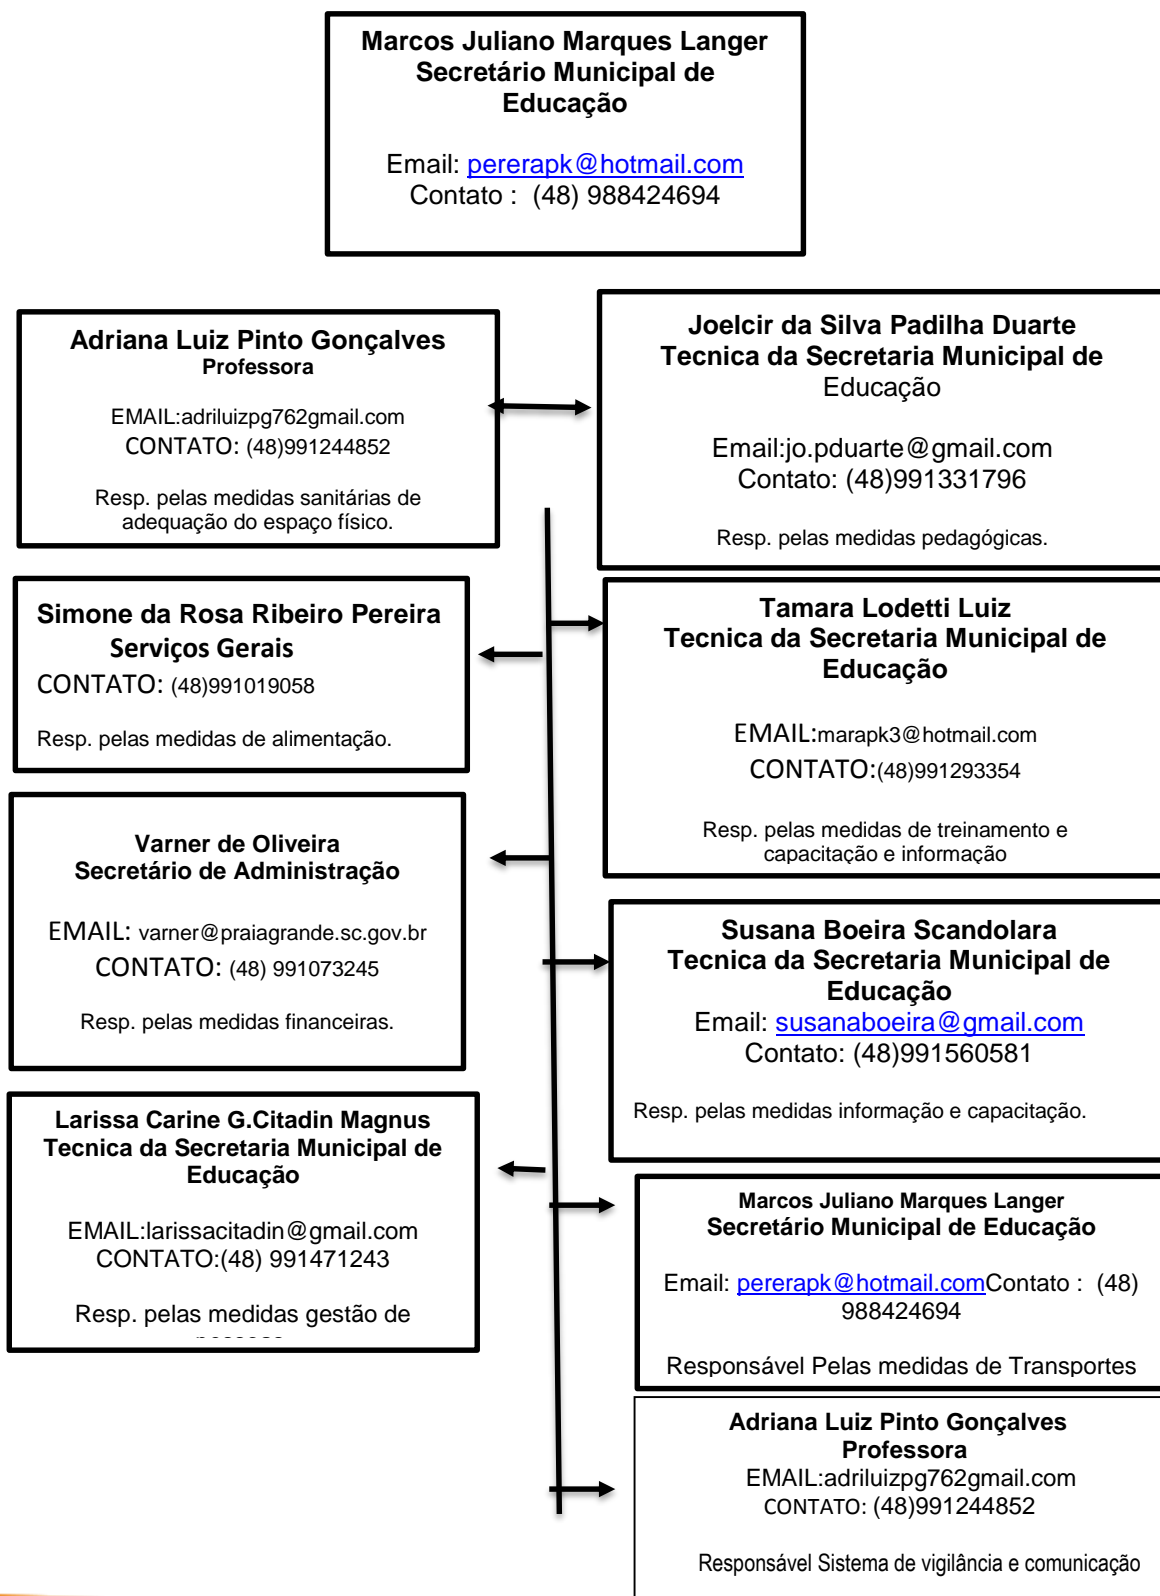 Marcos Juliano Marques Langer
Secretário Municipal de
Educação
Email: pererapk@hotmail.com
Contato : (48) 988424694
Adriana Luiz Pinto Gonçalves
Professora
EMAIL:adriluizpg762gmail.com
CONTATO: (48)991244852
Resp. pelas medidas sanitárias de
adequação do espaço físico.
Joelcir da Silva Padilha Duarte
Tecnica da Secretaria Municipal de
Educação
Email:jo.pduarte@gmail.com
Contato: (48)991331796
Resp. pelas medidas pedagógicas.
Simone da Rosa Ribeiro Pereira
Serviços Gerais
CONTATO: (48)991019058
Resp. pelas medidas de alimentação.
Tamara Lodetti Luiz
Tecnica da Secretaria Municipal de
Educação
EMAIL:marapk3@hotmail.com
CONTATO:(48)991293354
Resp. pelas medidas de treinamento e
capacitação e informação
Varner de Oliveira
Secretário de Administração
EMAIL: varner@praiagrande.sc.gov.br
CONTATO: (48) 991073245
Resp. pelas medidas financeiras.
Susana Boeira Scandolara
Tecnica da Secretaria Municipal de
Educação
Email: susanaboeira@gmail.com
Contato: (48)991560581
Resp. pelas medidas informação e capacitação.
Larissa Carine G.Citadin Magnus
Tecnica da Secretaria Municipal de
Educação
EMAIL:larissacitadin@gmail.com
CONTATO:(48) 991471243
Resp. pelas medidas gestão de
Marcos Juliano Marques Langer
Secretário Municipal de Educação
Email: pererapk@hotmail.comContato : (48)
988424694
Responsável Pelas medidas de Transportes
Adriana Luiz Pinto Gonçalves
Professora
EMAIL:adriluizpg762gmail.com
CONTATO: (48)991244852
Responsável Sistema de vigilância e comunicação